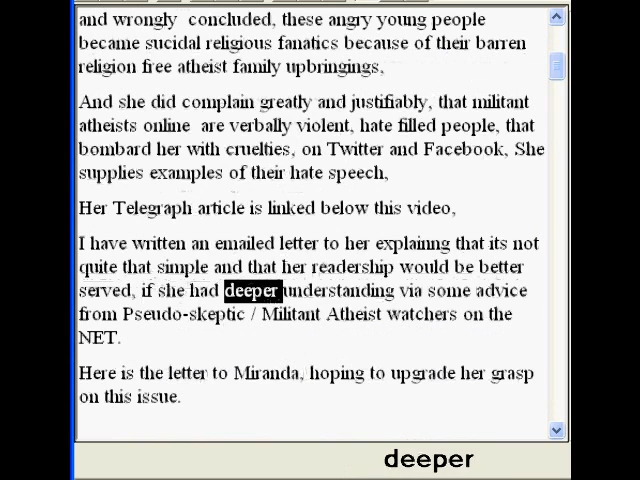 and wrongly concluded, these angry young people
became sucidal religious fanatics because of their barren
religion free atheist family upbringings,
And she did complain greatly and justifiably, that militant
atheists online are verbally violent, hate filled people, that
bombard her with cruelties, on Twitter and Facebook, She
supplies examples of their hate speech,
Her Telegraph article is linked below this video,
I have written an emailed letter to her explainng that its not
quite that simple and that her readership would be better
served, if she had deeper understanding via some advice
from Pseudo-skeptic / Militant Atheist watchers on the
NET.
Here is the letter to Miranda, hoping to upgrade her grasp
on this issue.
deeper